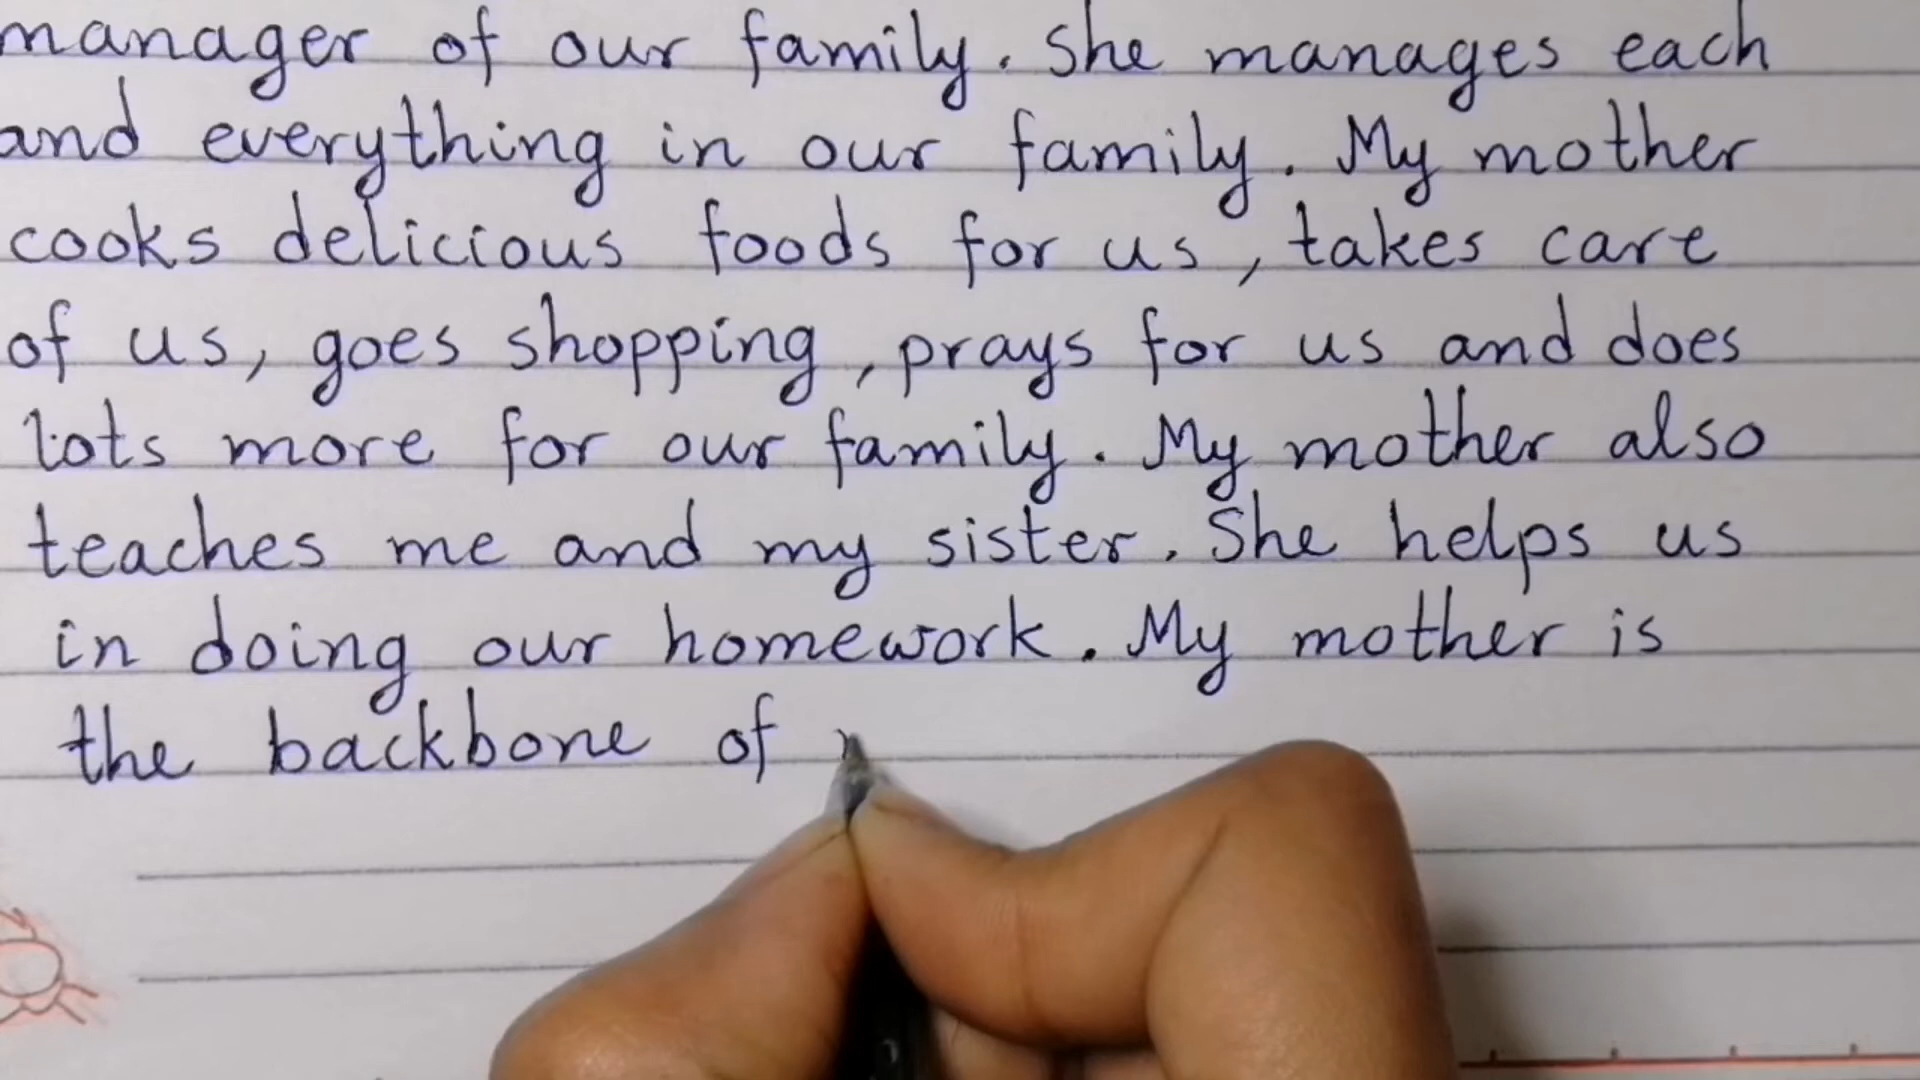 manager of our family. She manages each
and everything in our family. My mother
cooks delicious foods for us, takes care
of us, goes shopping, prays for us and does
lots more for our family. My mother also
teaches me and my sister. She helps us
in doing our homework. My mother is
the backbone of